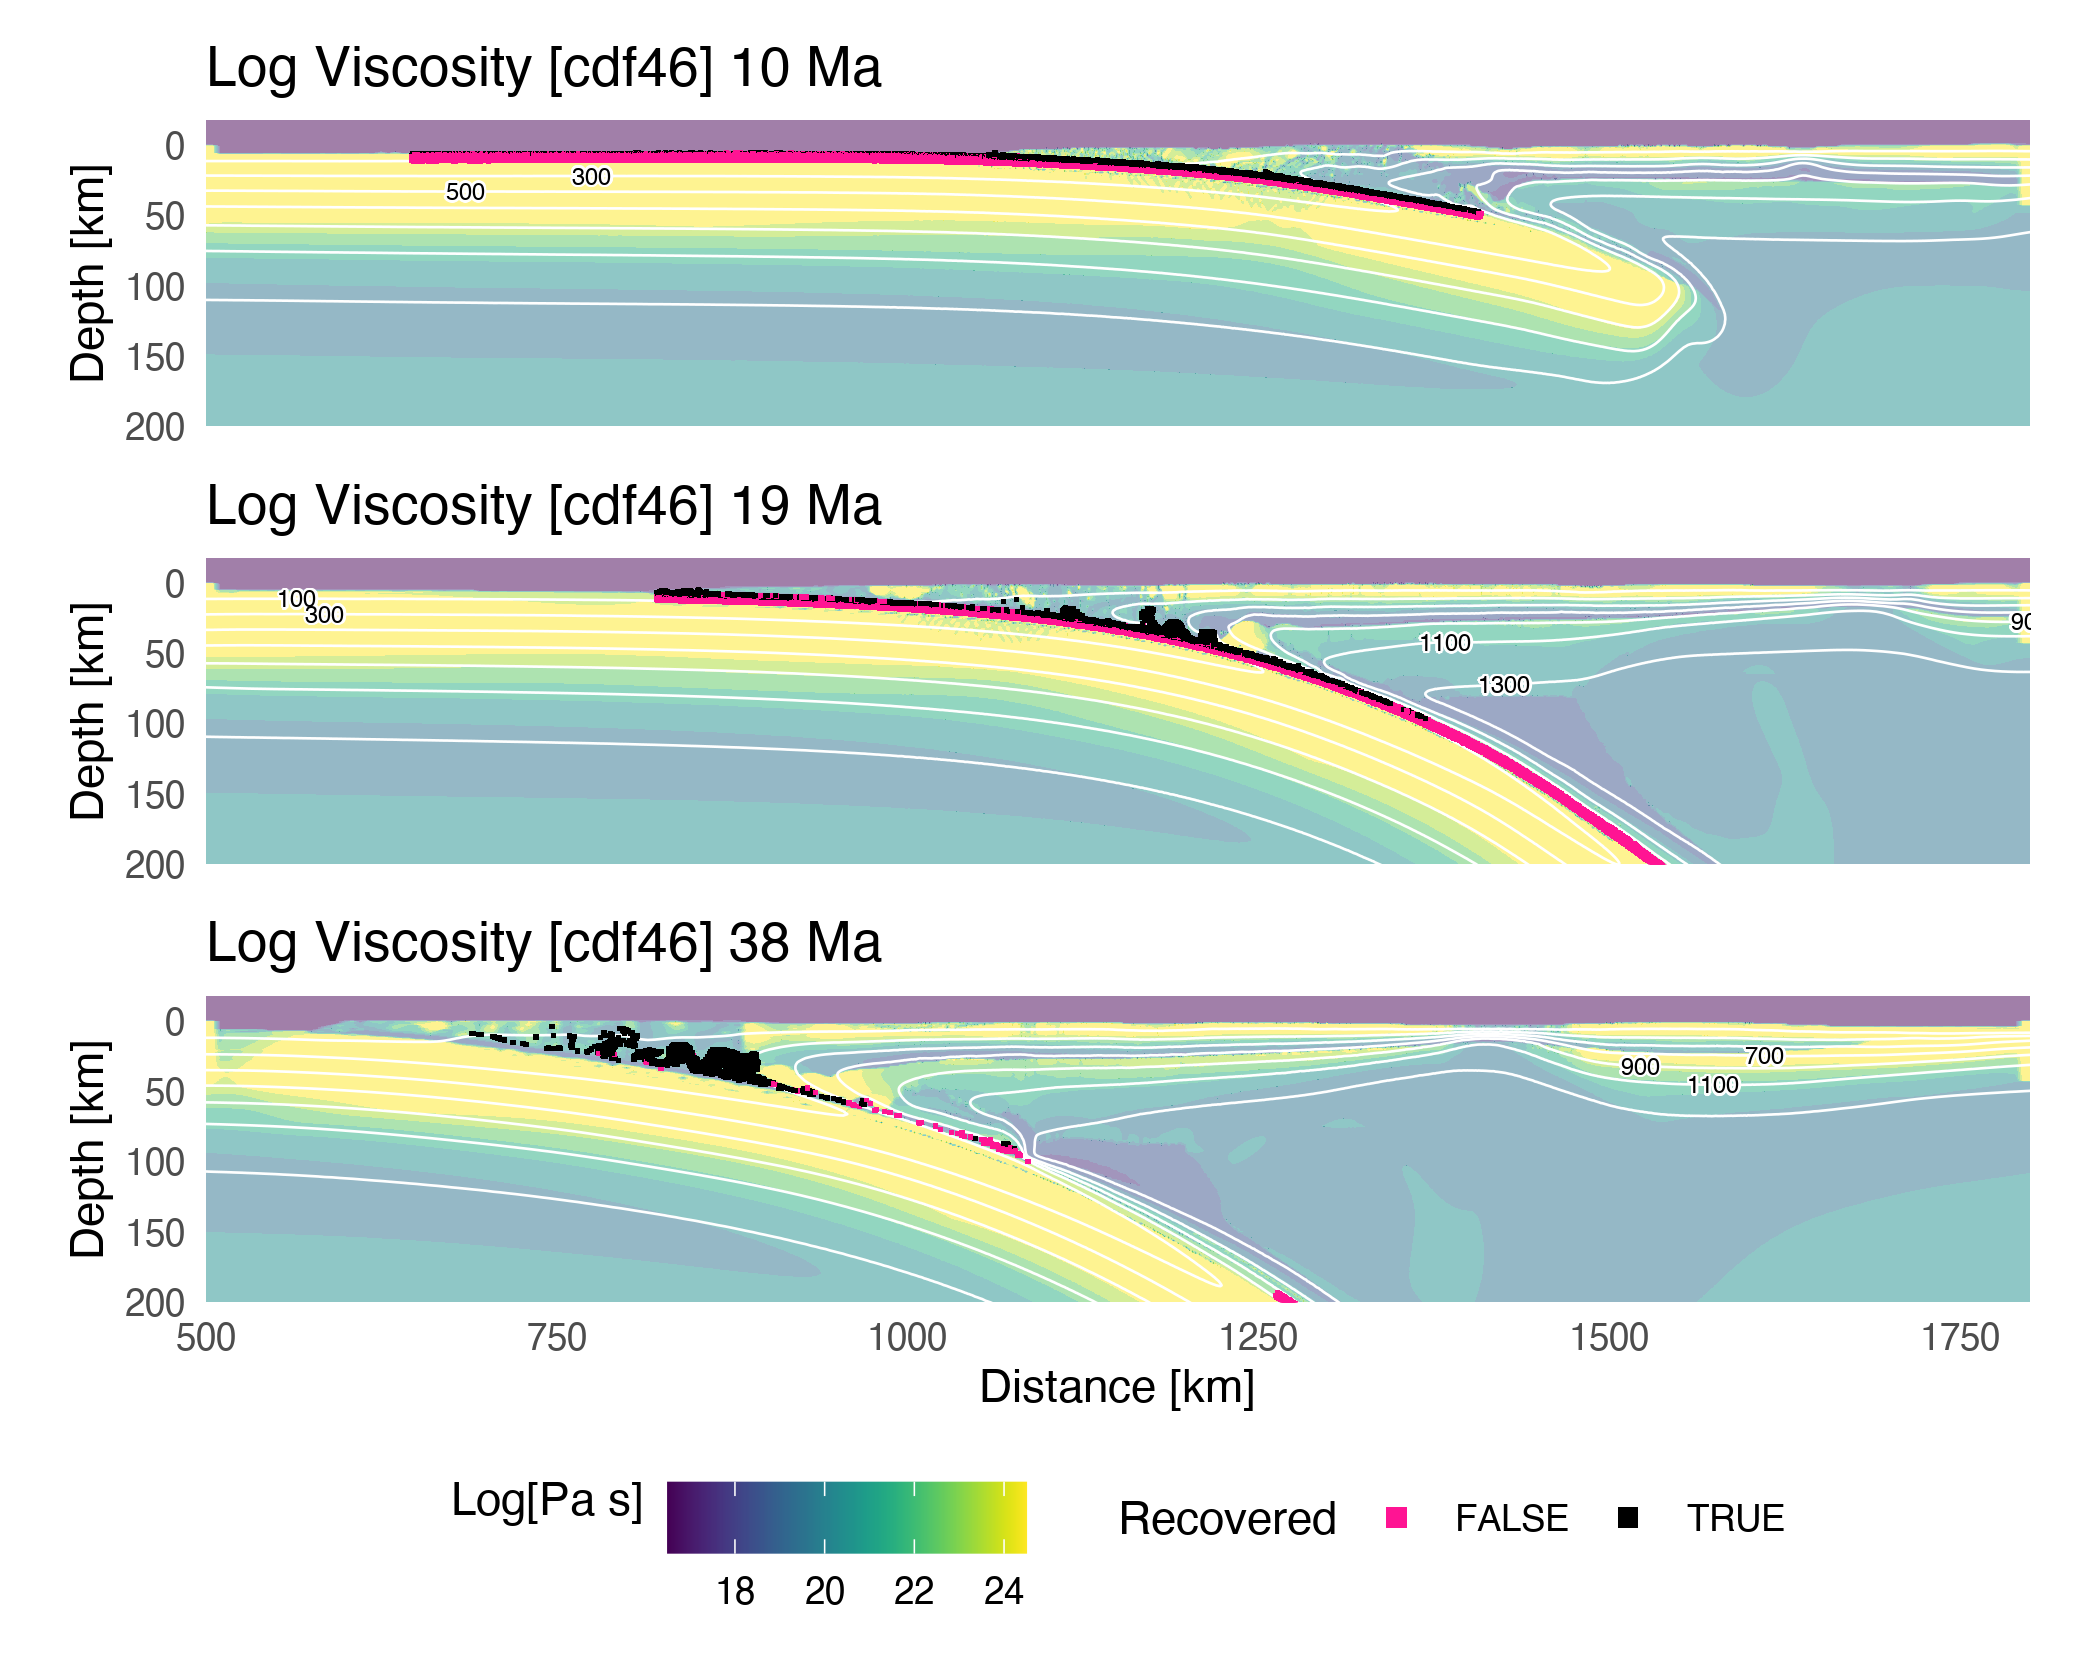 Log Viscosity [cdf46] 10 Ma
Depth [km]
0
50
100
150
200
300
500
Log Viscosity [cdf46] 19 Ma
Depth [km]
0
50
100
150
200
100
300
1100
1300
90
Log Viscosity [cdf46] 38 Ma
Depth [km]
0
50
100
150
200
700
900
1100
500 750 1000 1250 1500 1750
Distance [km]
Log[Pa s]
18 20 22 24
Recovered FALSE TRUE